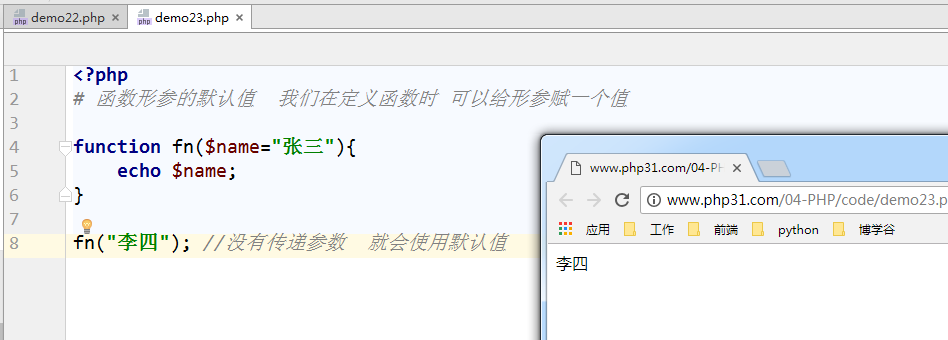 demo22.php × demo23.php ×
1 <?php
2 # 函数形参的默认值  我们在定义函数时 可以给形参赋一个值
3
4 function fn($name="张三"){
5     echo $name;
6 }
7
8 fn("李四"); //没有传递参数  就会使用默认值
www.php31.com/04-PH ×
www.php31.com/04-PHP/code/demo23.p
应用 工作 前端 python 博学谷
李四